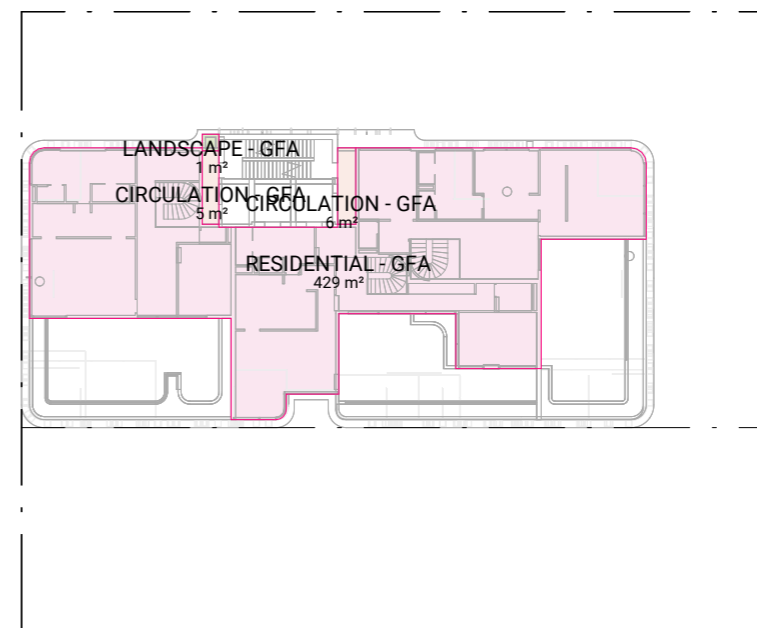 LANDSCAPE - GFA
1 m²
CIRCULATION - GFA
5 m²
CIRCULATION - GFA
6 m²
RESIDENTIAL - GFA
429 m²